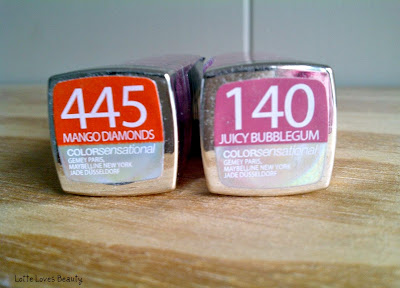 445
MANGO DIAMONDS
COLORsensational
GEMEY PARIS,
MAYBELLINE NEW YORK
JADE DÜSSELDORF
140
JUICY BUBBLEGUM
COLORsensational
GEMEY PARIS,
MAYBELLINE NEW YORK
JADE DÜSSELDORF
Lotte Loves Beauty